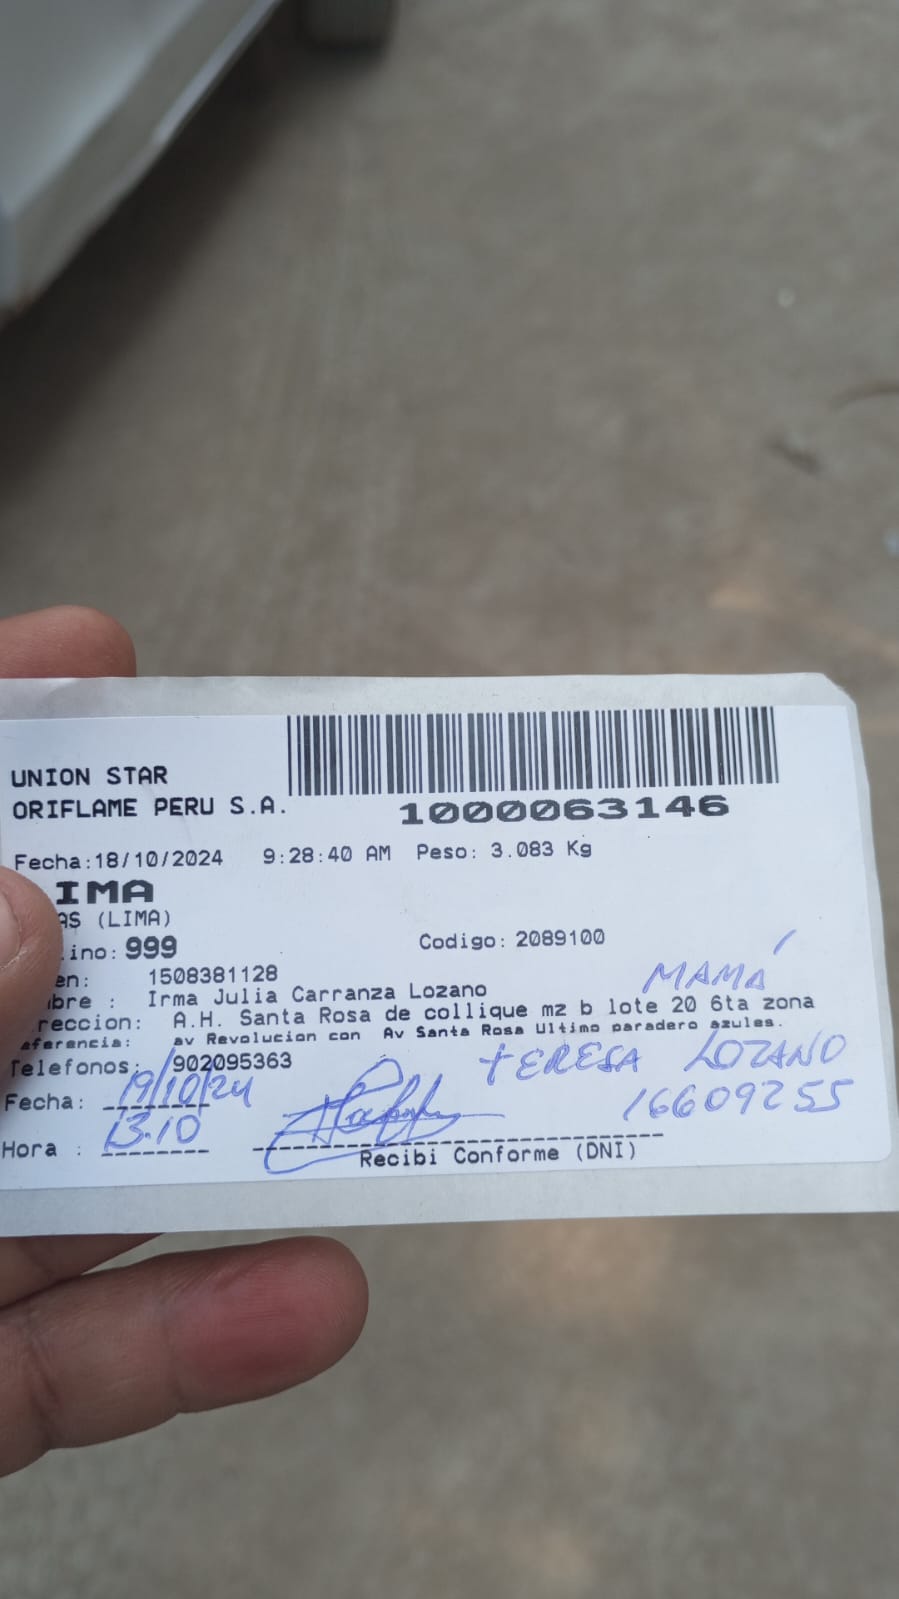 UNION STAR
ORIFLAME PERU S.A.
1000063146
Fecha:18/10/2024 9:28:40 AM Peso: 3.083 Kg
IMA
AS (LIMA)
ino: 999 Codigo: 2089100
en: 1508381128
bre : Irma Julia Carranza Lozano MAMÁ
reccion: A.H. Santa Rosa de collique mz b lote 20 6ta zona
eferencia: av Revolucion con Av Santa Rosa Ultimo paradero azules.
Telefonos: 902095363 TERESA LOZANO
Fecha: 19/10/24 16609255
Hora : 13.10
Recibi Conforme (DNI)